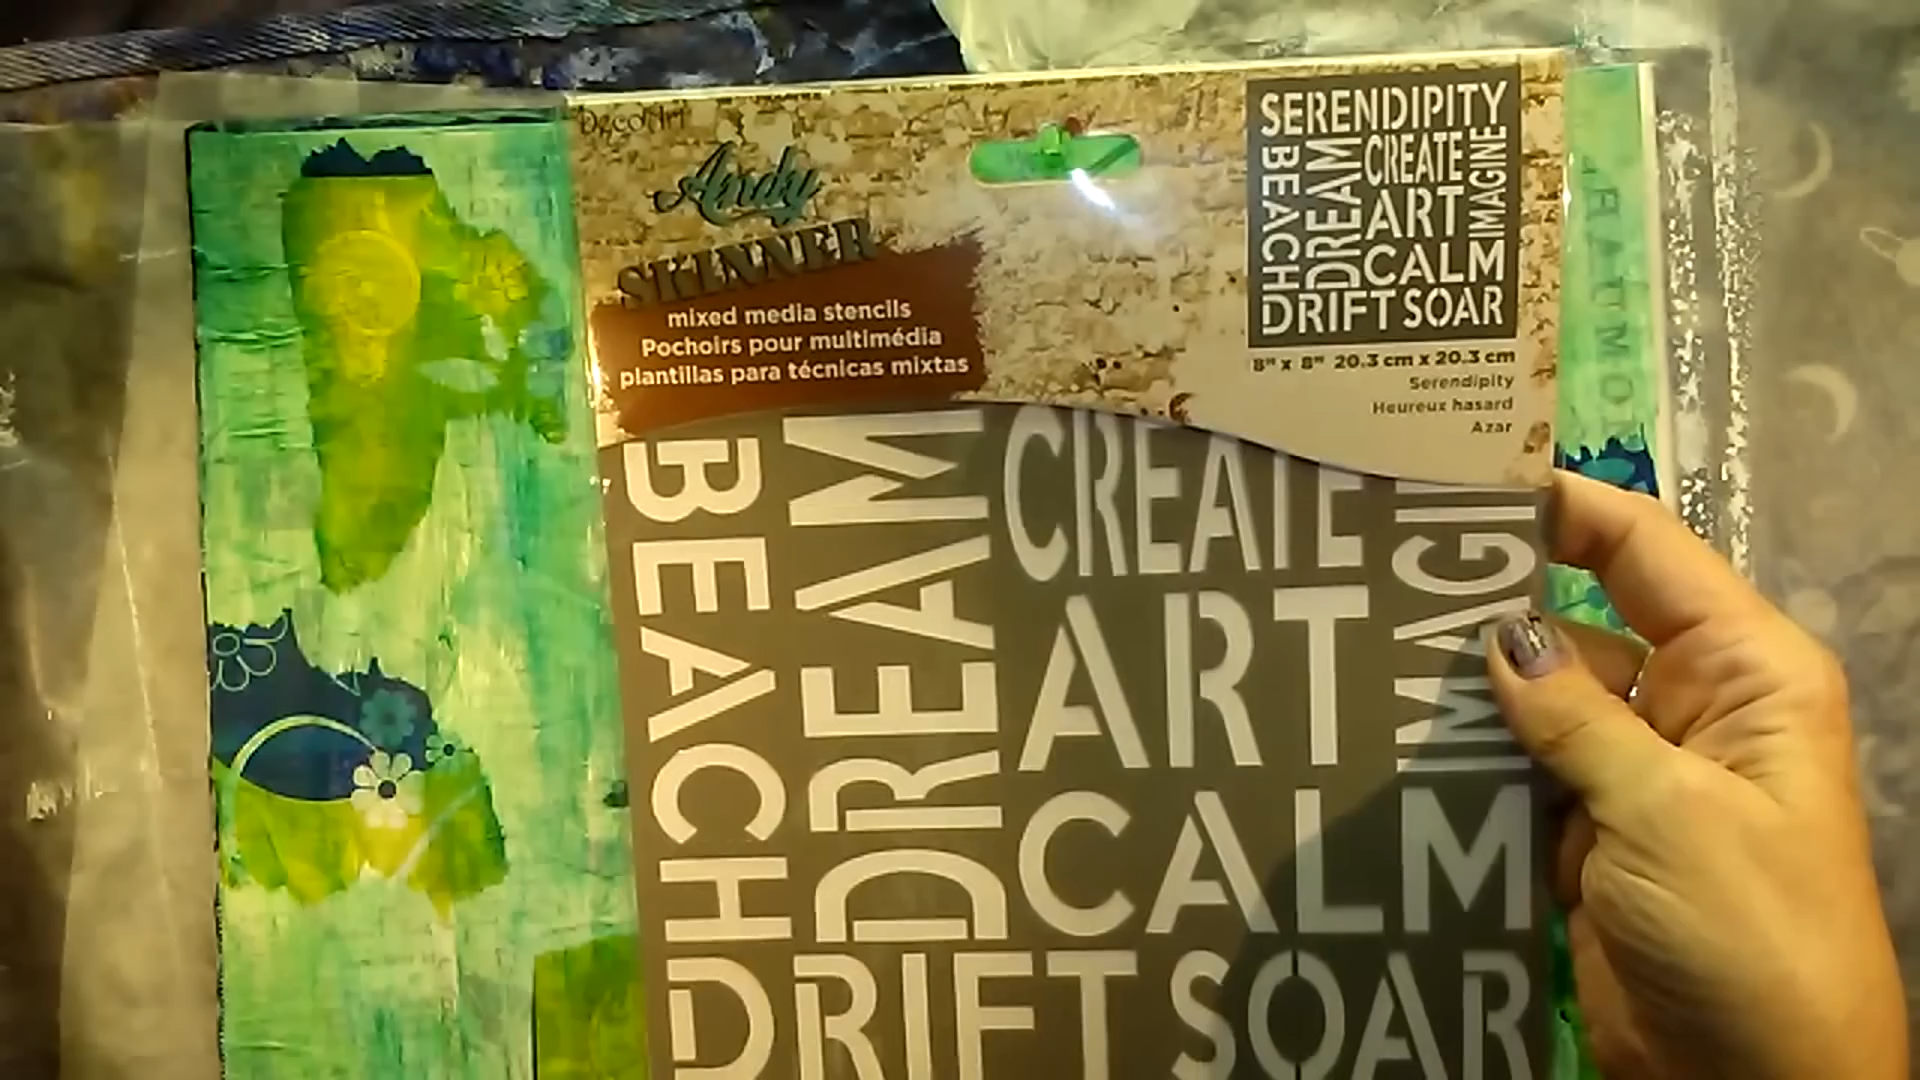 DecoArt
Andy
SKINNER
mixed media stencils
Pochoirs pour multimédia
plantillas para técnicas mixtas
SERENDIPITY
BEACH
DREAM
CREATE
IMAGINE
ART
CALM
DRIFT SOAR
8" x 8" 20.3 cm x 20.3 cm
Serendipity
Heureux hasard
Azar
BEACH
DREAM
CREATE
IMAGI
ART
CALM
DRIFT SOAR